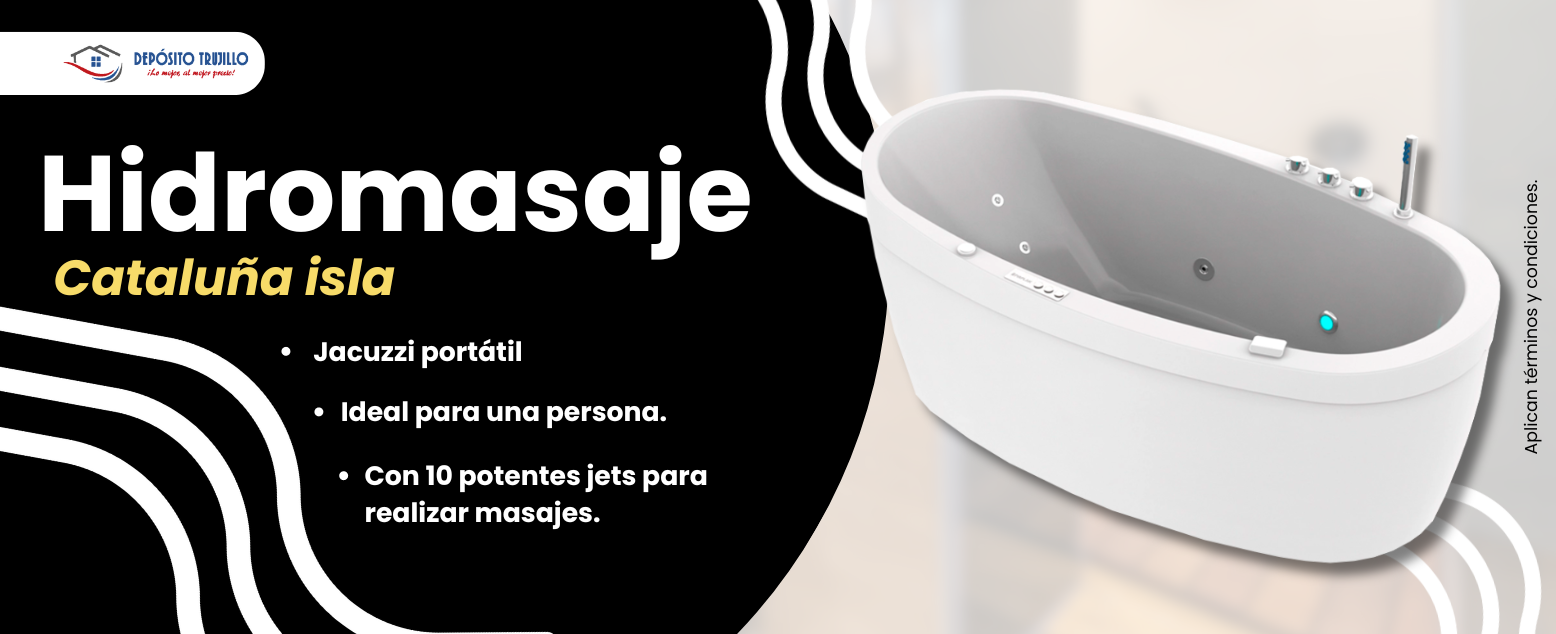 DEPÓSITO TRUJILLO
¡Lo mejor, al mejor precio!
Hidromasaje
Cataluña isla
• Jacuzzi portátil
• Ideal para una persona.
• Con 10 potentes jets para
realizar masajes.
Aplican términos y condiciones.